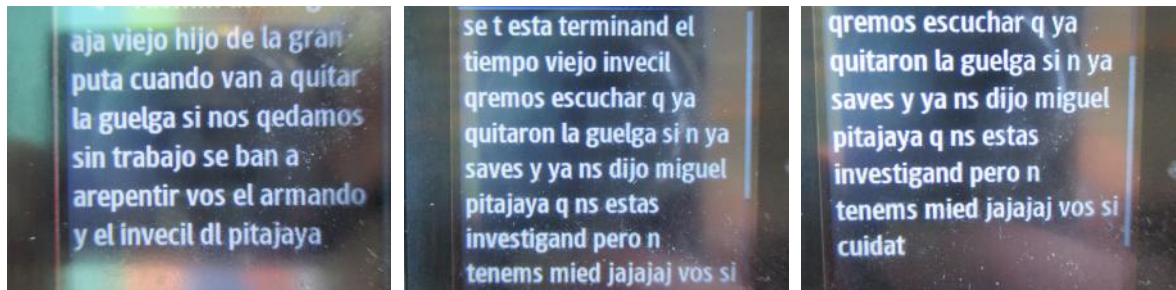 aja viejo hijo de la gran
puta cuando van a quitar
la guelga si nos qedamos
sin trabajo se ban a
arepentir vos el armando
y el invecil dl pitajaya
se t esta terminand el
tiempo viejo invecil
qremos escuchar q ya
quitaron la guelga si n ya
saves y ya ns dijo miguel
pitajaya q ns estas
investigand pero n
tenems mied jajajaj vos si
qremos escuchar q ya
quitaron la guelga si n ya
saves y ya ns dijo miguel
pitajaya q ns estas
investigand pero n
tenems mied jajajaj vos si
cuidat